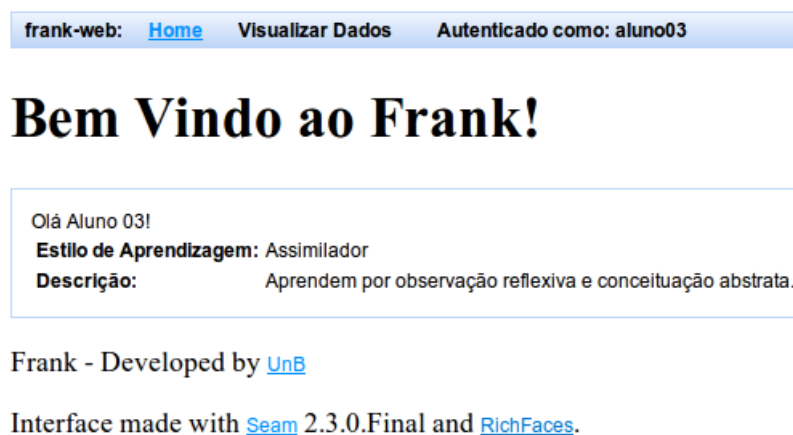 frank-web: Home Visualizar Dados Autenticado como: aluno03
Bem Vindo ao Frank!
Olá Aluno 03!
Estilo de Aprendizagem: Assimilador
Descrição: Aprendem por observação reflexiva e conceituação abstrata.
Frank - Developed by UnB
Interface made with Seam 2.3.0.Final and RichFaces.